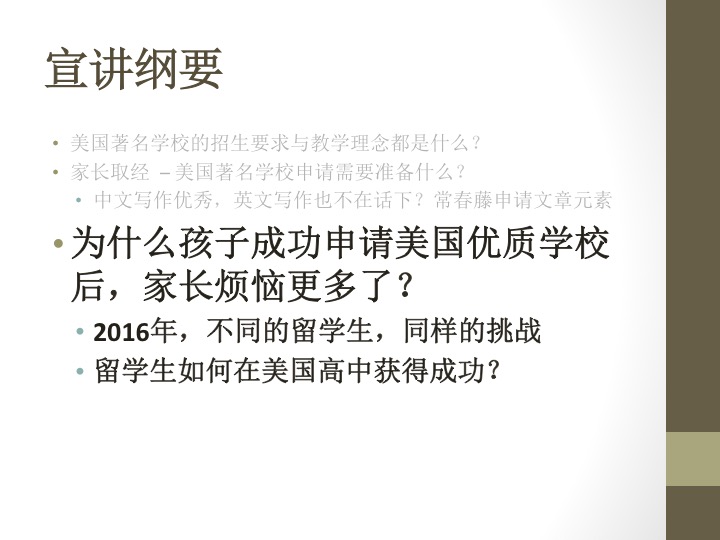 宣讲纲要
• 美国著名学校的招生要求与教学理念都是什么？
• 家长取经 – 美国著名学校申请需要准备什么？
• 中文写作优秀，英文写作也不在话下？常春藤申请文章元素
• 为什么孩子成功申请美国优质学校
后，家长烦恼更多了？
• 2016年，不同的留学生，同样的挑战
• 留学生如何在美国高中获得成功？